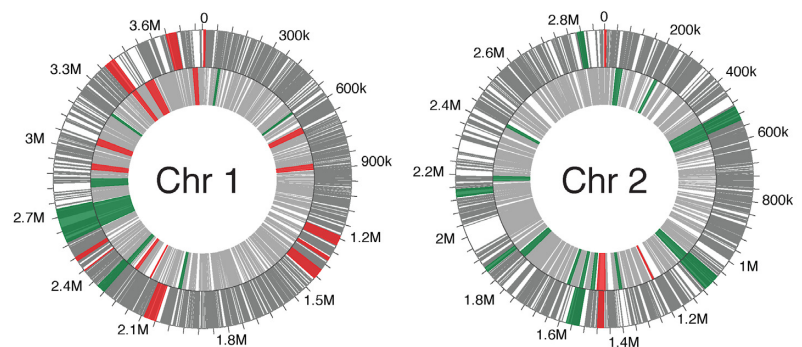 0
300k
600k
900k
1.2M
1.5M
1.8M
2.1M
2.4M
2.7M
3M
3.3M
3.6M
Chr 1
0
200k
400k
600k
800k
1M
1.2M
1.4M
1.6M
1.8M
2M
2.2M
2.4M
2.6M
2.8M
Chr 2